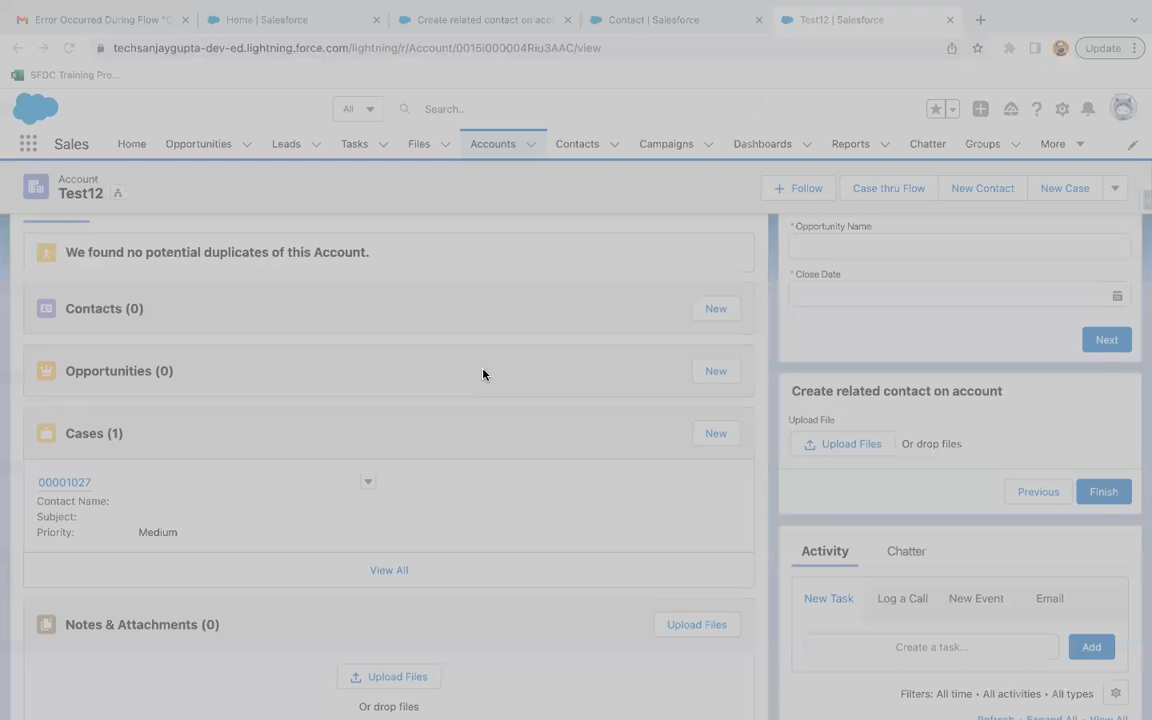 Error Occurred During Flow "C
Home | Salesforce
Create related contact on acc
Contact | Salesforce
Test12 | Salesforce
techsanjaygupta-dev-ed.lightning.force.com/lightning/r/Account/0015i000004Riu3AAC/view
Update
SFDC Training Pro...
All
Search...
Sales
Home
Opportunities
Leads
Tasks
Files
Accounts
Contacts
Campaigns
Dashboards
Reports
Chatter
Groups
More
Account
Test12
Follow
Case thru Flow
New Contact
New Case
We found no potential duplicates of this Account.
Contacts (0)
New
Opportunities (0)
New
Cases (1)
New
00001027
Contact Name:
Subject:
Priority: Medium
View All
Notes & Attachments (0)
Upload Files
Upload Files
Or drop files
* Opportunity Name
* Close Date
Next
Create related contact on account
Upload File
Upload Files Or drop files
Previous
Finish
Activity
Chatter
New Task
Log a Call
New Event
Email
Create a task...
Add
Filters: All time • All activities • All types
Refresh • Expand All • View All